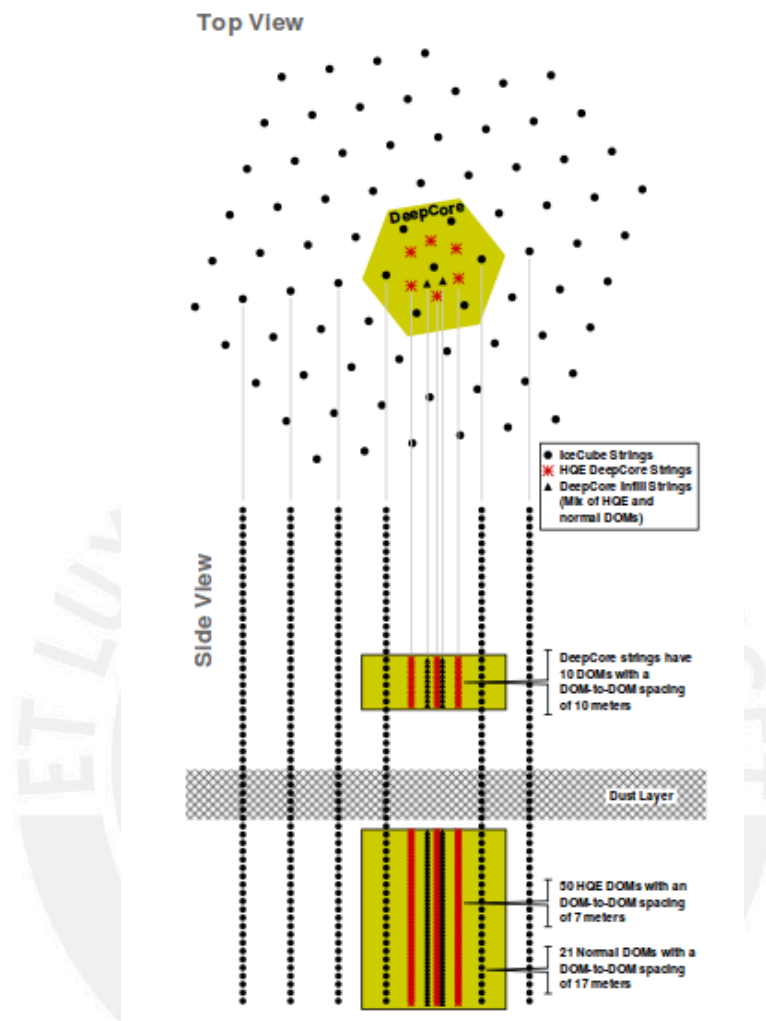 Top View
DeepCore
IceCube Strings
HQE DeepCore Strings
DeepCore Infill Strings
(Mix of HQE and
normal DOMs)
Side View
DeepCore strings have
10 DOMs with a
DOM-to-DOM spacing
of 10 meters
Dust Layer
50 HQE DOMs with an
DOM-to-DOM spacing
of 7 meters
21 Normal DOMs with a
DOM-to-DOM spacing
of 17 meters
ET LUX